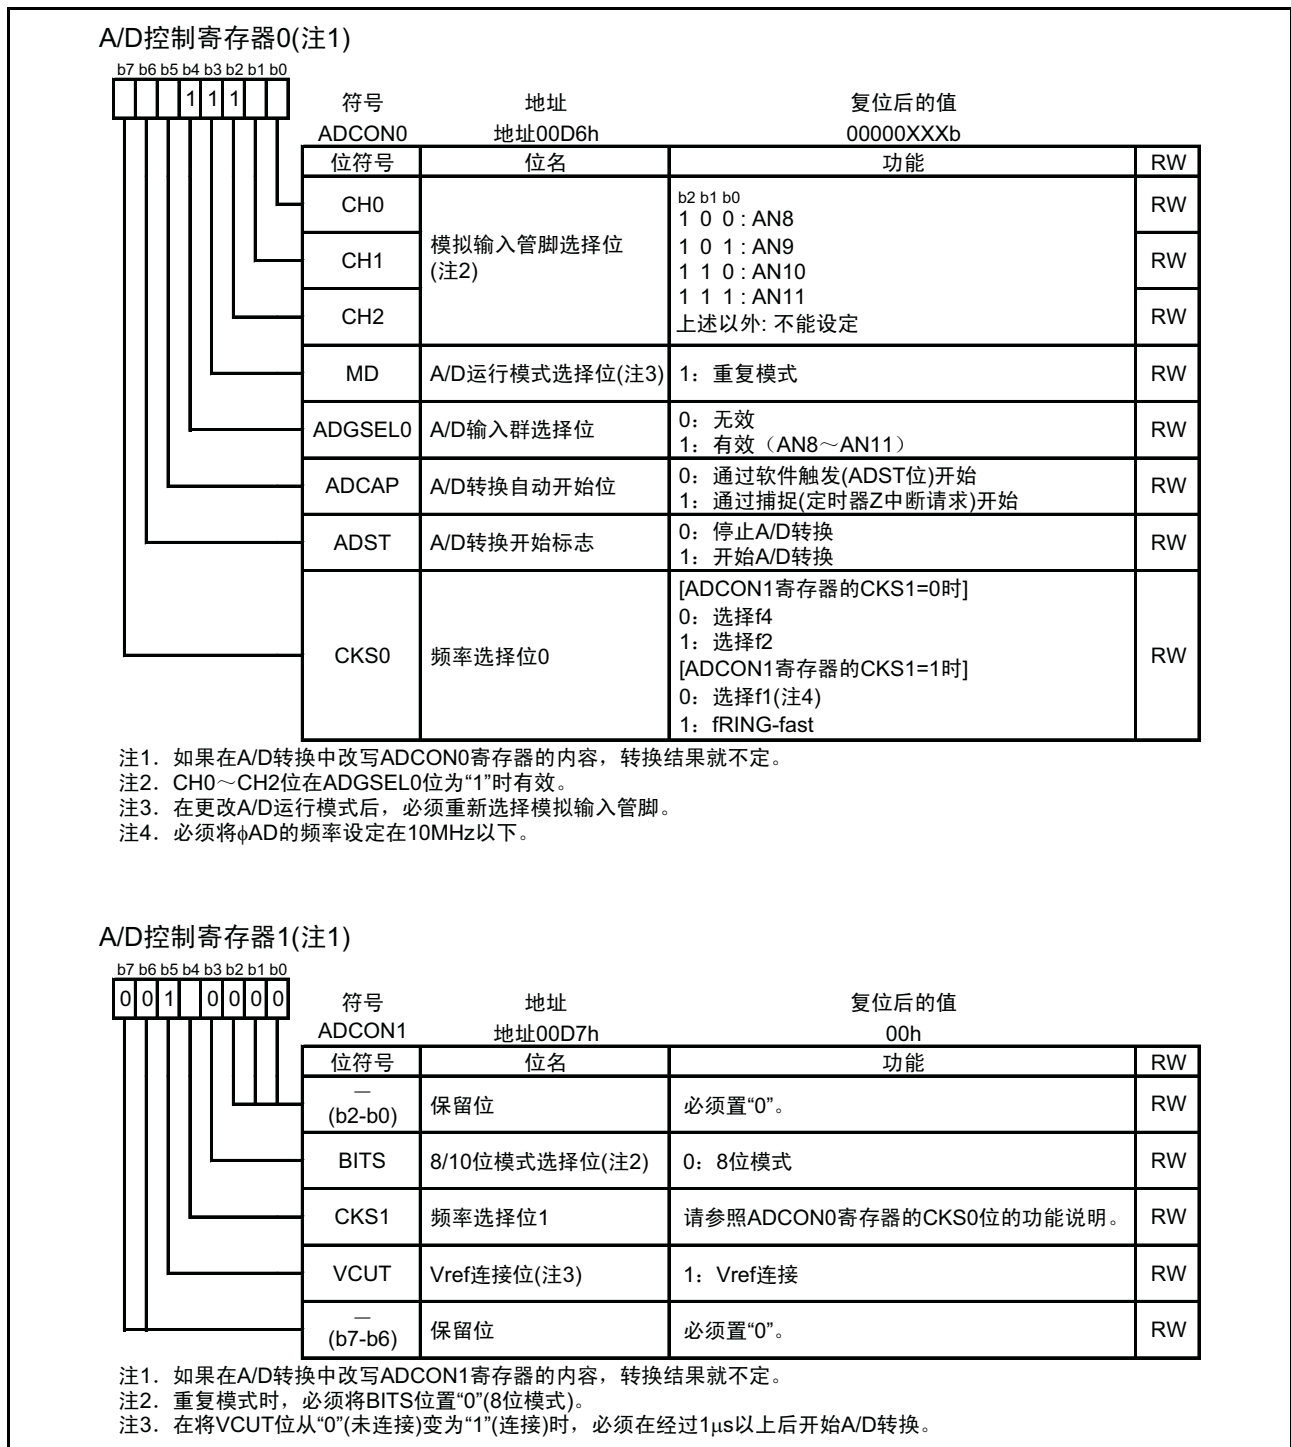 A/D控制寄存器0(注1)
b7 b6 b5 b4 b3 b2 b1 b0
1 1 1
符号 地址 复位后的值
ADCON0 地址00D6h 00000XXXb
位符号 位名 功能 RW
CH0 RW
CH1 RW
CH2 RW
模拟输入管脚选择位
(注2)
b2 b1 b0
1 0 0 : AN8
1 0 1 : AN9
1 1 0 : AN10
1 1 1 : AN11
上述以外: 不能设定
MD A/D运行模式选择位(注3) 1：重复模式 RW
ADGSEL0 A/D输入群选择位 RW
0：无效
1：有效（AN8～AN11）
ADCAP A/D转换自动开始位 RW
0：通过软件触发(ADST位)开始
1：通过捕捉(定时器Z中断请求)开始
ADST A/D转换开始标志 RW
0：停止A/D转换
1：开始A/D转换
CKS0 频率选择位0 RW
[ADCON1寄存器的CKS1=0时]
0：选择f4
1：选择f2
[ADCON1寄存器的CKS1=1时]
0：选择f1(注4)
1：fRING-fast
注1．如果在A/D转换中改写ADCON0寄存器的内容，转换结果就不定。
注2．CH0～CH2位在ADGSEL0位为“1”时有效。
注3．在更改A/D运行模式后，必须重新选择模拟输入管脚。
注4．必须将ϕAD的频率设定在10MHz以下。
A/D控制寄存器1(注1)
b7 b6 b5 b4 b3 b2 b1 b0
0 0 1 0 0 0 0
符号 地址 复位后的值
ADCON1 地址00D7h 00h
位符号 位名 功能 RW
—
(b2-b0) 保留位 必须置“0”。 RW
BITS 8/10位模式选择位(注2) 0：8位模式 RW
CKS1 频率选择位1 请参照ADCON0寄存器的CKS0位的功能说明。 RW
VCUT Vref连接位(注3) 1：Vref连接 RW
—
(b7-b6) 保留位 必须置“0”。 RW
注1．如果在A/D转换中改写ADCON1寄存器的内容，转换结果就不定。
注2．重复模式时，必须将BITS位置“0”(8位模式)。
注3．在将VCUT位从“0”(未连接)变为“1”(连接)时，必须在经过1μs以上后开始A/D转换。